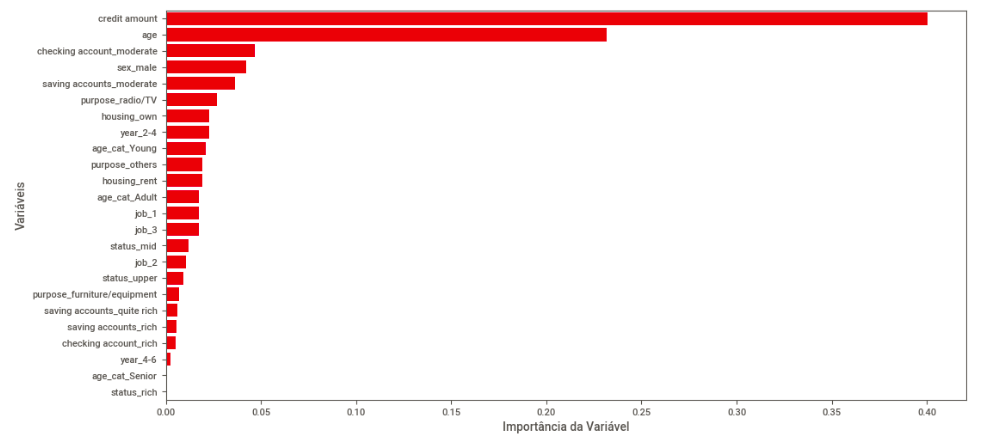 credit amount
age
checking account_moderate
sex_male
saving accounts_moderate
purpose_radio/TV
housing_own
year_2-4
age_cat_Young
purpose_others
housing_rent
age_cat_Adult
job_1
job_3
status_mid
job_2
status_upper
purpose_furniture/equipment
saving accounts_quite rich
saving accounts_rich
checking account_rich
year_4-6
age_cat_Senior
status_rich
Variáveis
0.00 0.05 0.10 0.15 0.20 0.25 0.30 0.35 0.40
Importância da Variável